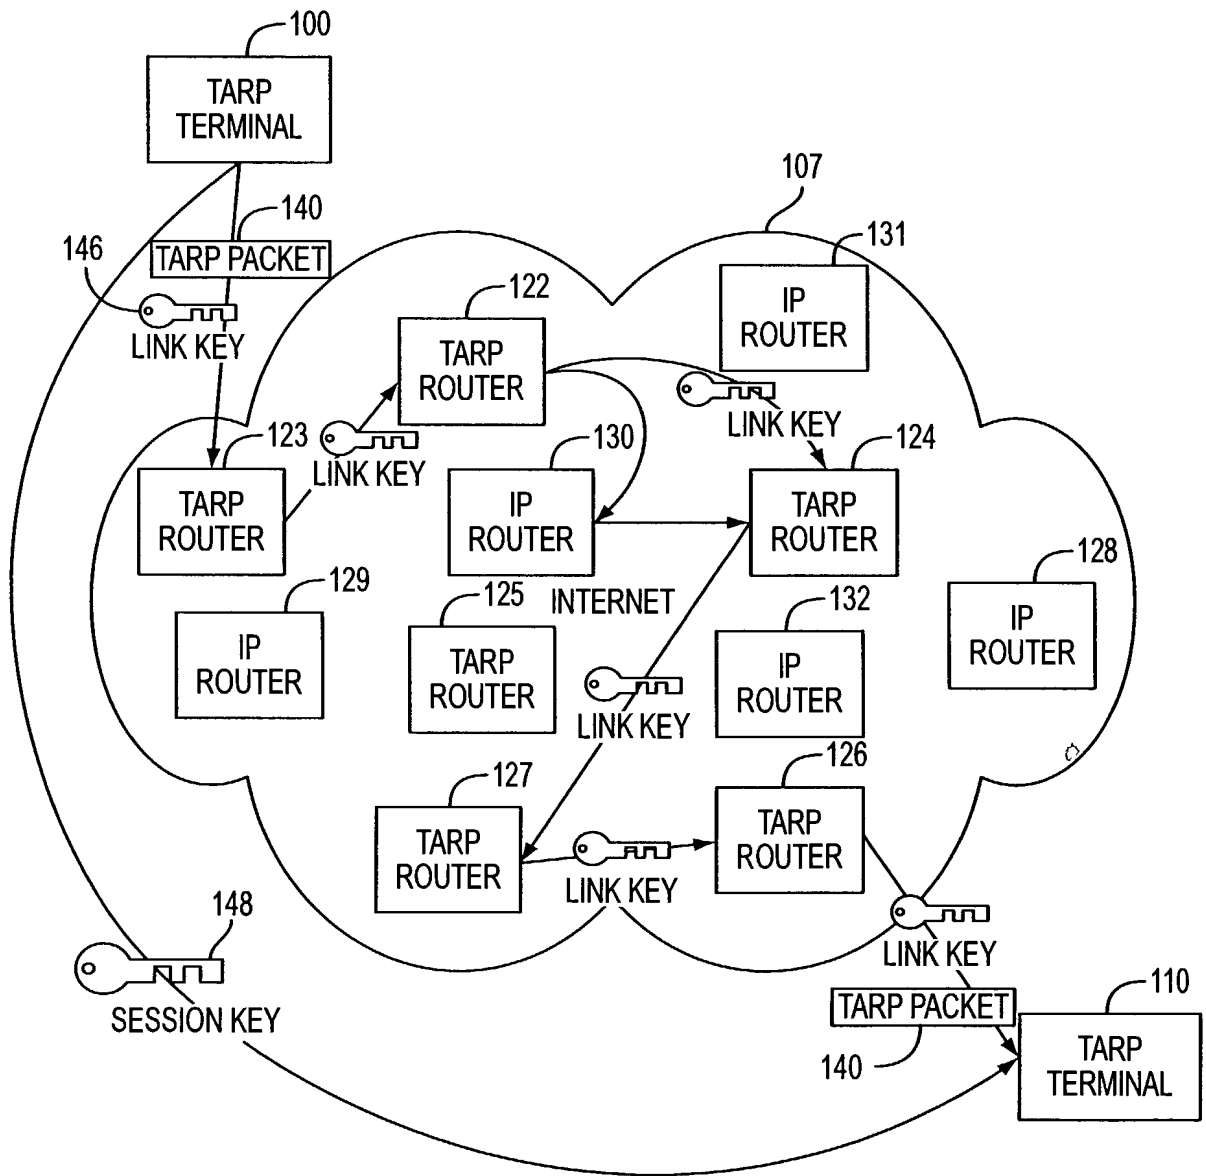 100
TARP
TERMINAL
107
140
131
146
TARP PACKET
122
IP
ROUTER
LINK KEY
TARP
ROUTER
LINK KEY
123
130
124
LINK KEY
TARP
ROUTER
IP
ROUTER
TARP
ROUTER
128
129
125
INTERNET
132
IP
ROUTER
IP
ROUTER
TARP
ROUTER
IP
ROUTER
LINK KEY
127
126
TARP
ROUTER
TARP
ROUTER
LINK KEY
148
LINK KEY
SESSION KEY
TARP PACKET
110
140
TARP
TERMINAL